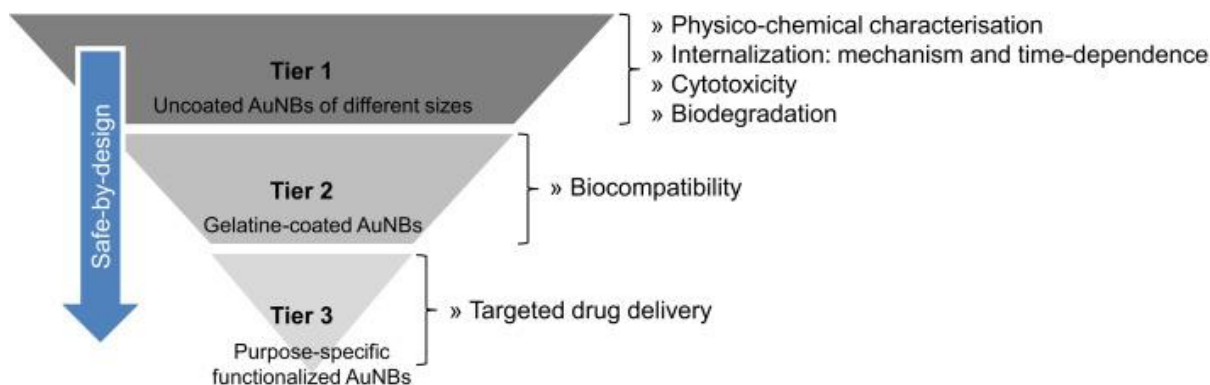 Safe-by-design
Tier 1
Uncoated AuNBs of different sizes
» Physico-chemical characterisation
» Internalization: mechanism and time-dependence
» Cytotoxicity
» Biodegradation
Tier 2
Gelatine-coated AuNBs
» Biocompatibility
Tier 3
Purpose-specific
functionalized AuNBs
» Targeted drug delivery